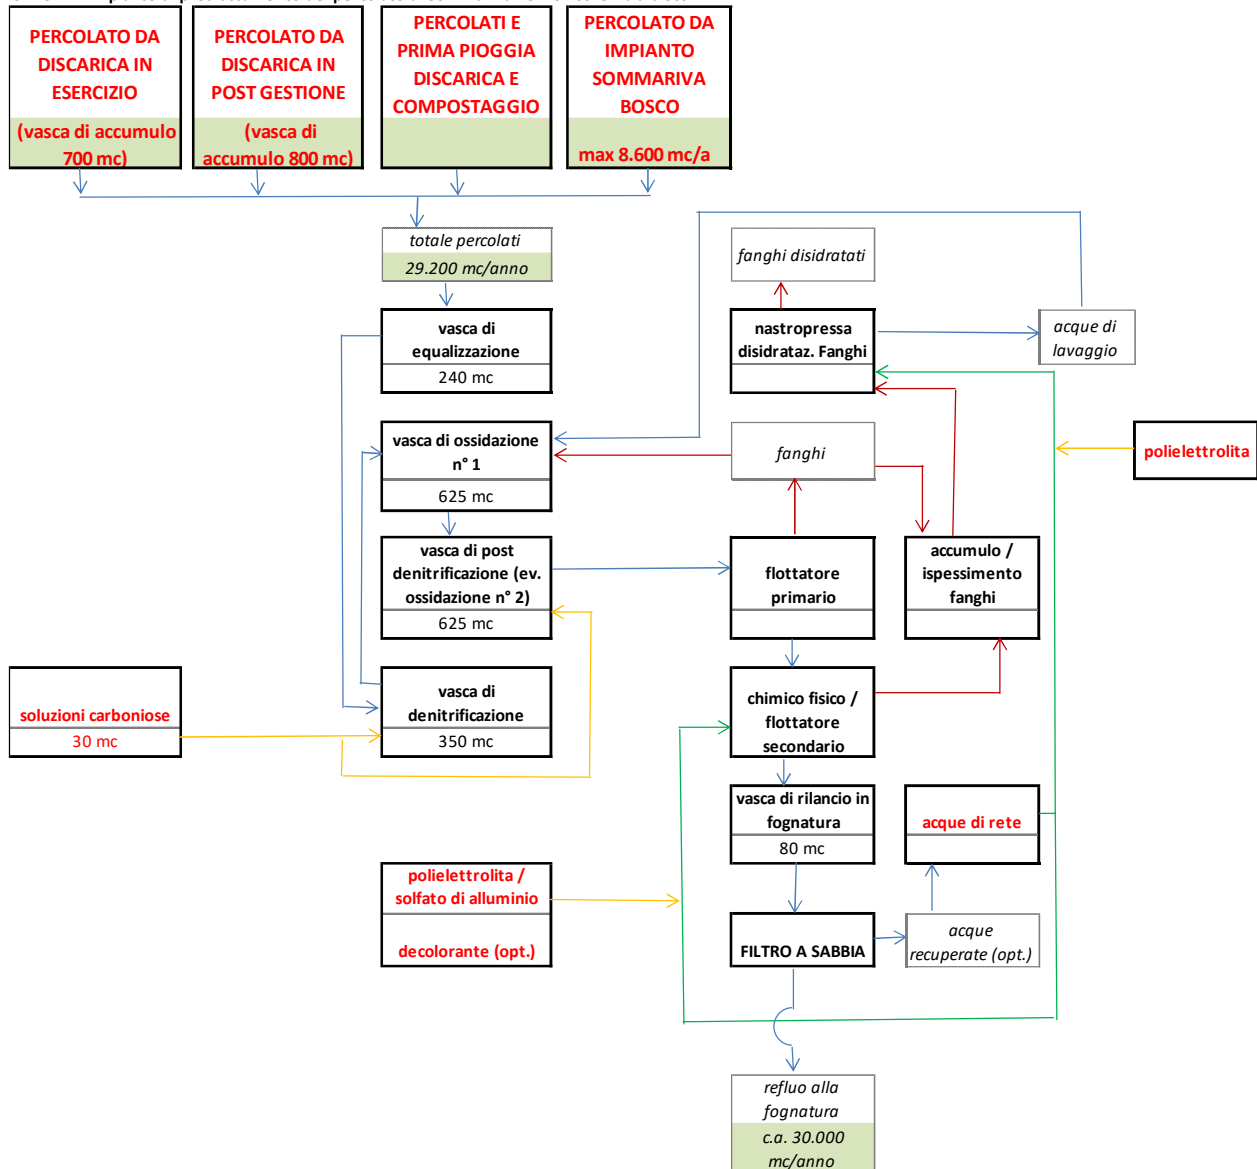 PERCOLATO DA
DISCARICA IN
ESERCIZIO
(vasca di accumulo
700 mc)
PERCOLATO DA
DISCARICA IN
POST GESTIONE
(vasca di
accumulo 800 mc)
PERCOLATI E
PRIMA PIOGGIA
DISCARICA E
COMPOSTAGGIO
PERCOLATO DA
IMPIANTO
SOMMARIVA
BOSCO
max 8.600 mc/a
totale percolati
29.200 mc/anno
fanghi disidratati
vasca di
equalizzazione
240 mc
nastropressa
disidrataz. Fanghi
acque di
lavaggio
vasca di ossidazione
n° 1
625 mc
fanghi
polielettrolita
vasca di post
denitrificazione (ev.
ossidazione n° 2)
625 mc
flottatore
primario
accumulo /
ispessimento
fanghi
soluzioni carboniose
30 mc
vasca di
denitrificazione
350 mc
chimico fisico /
flottatore
secondario
vasca di rilancio in
fognatura
80 mc
acque di rete
polielettrolita /
solfato di alluminio
decolorante (opt.)
FILTRO A SABBIA
acque
recuperate (opt.)
refluo alla
fognatura
c.a. 30.000
mc/anno